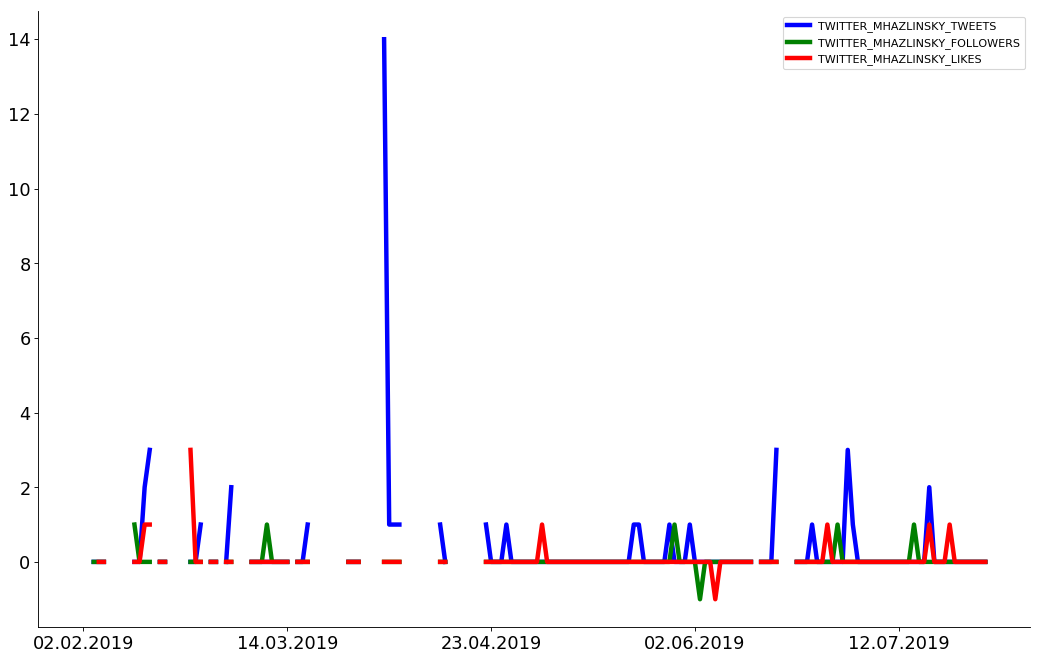 TWITTER_MHAZLINSKY_TWEETS
TWITTER_MHAZLINSKY_FOLLOWERS
TWITTER_MHAZLINSKY_LIKES
14
12
10
8
6
4
2
0
02.02.2019 14.03.2019 23.04.2019 02.06.2019 12.07.2019